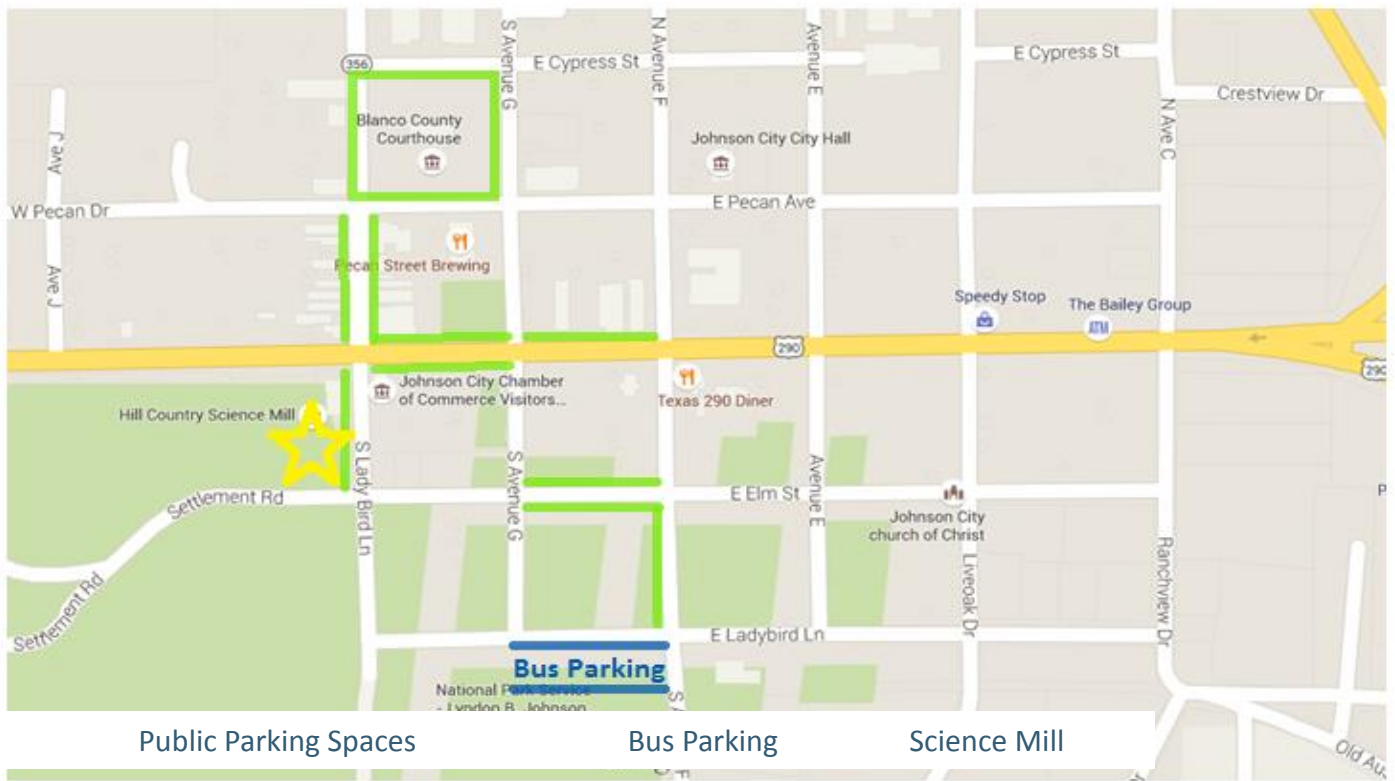 356
S Avenue G
E Cypress St
N Avenue F
Avenue E
E Cypress St
Crestview Dr
N Ave C
Ave J
Blanco County
Courthouse
Johnson City City Hall
W Pecan Dr
E Pecan Ave
Ave J
Pecan Street Brewing
Speedy Stop
The Bailey Group
ATM
290
290
Johnson City Chamber
of Commerce Visitors...
Texas 290 Diner
Hill Country Science Mill
S Lady Bird Ln
S Avenue G
Avenue E
Settlement Rd
E Elm St
Johnson City
church of Christ
P
Liveoak Dr
Ranchview Dr
Settlement Rd
E Ladybird Ln
Bus Parking
National Park Service
- Lyndon B. Johnson
S A
F
Public Parking Spaces
Bus Parking
Science Mill
Old Au